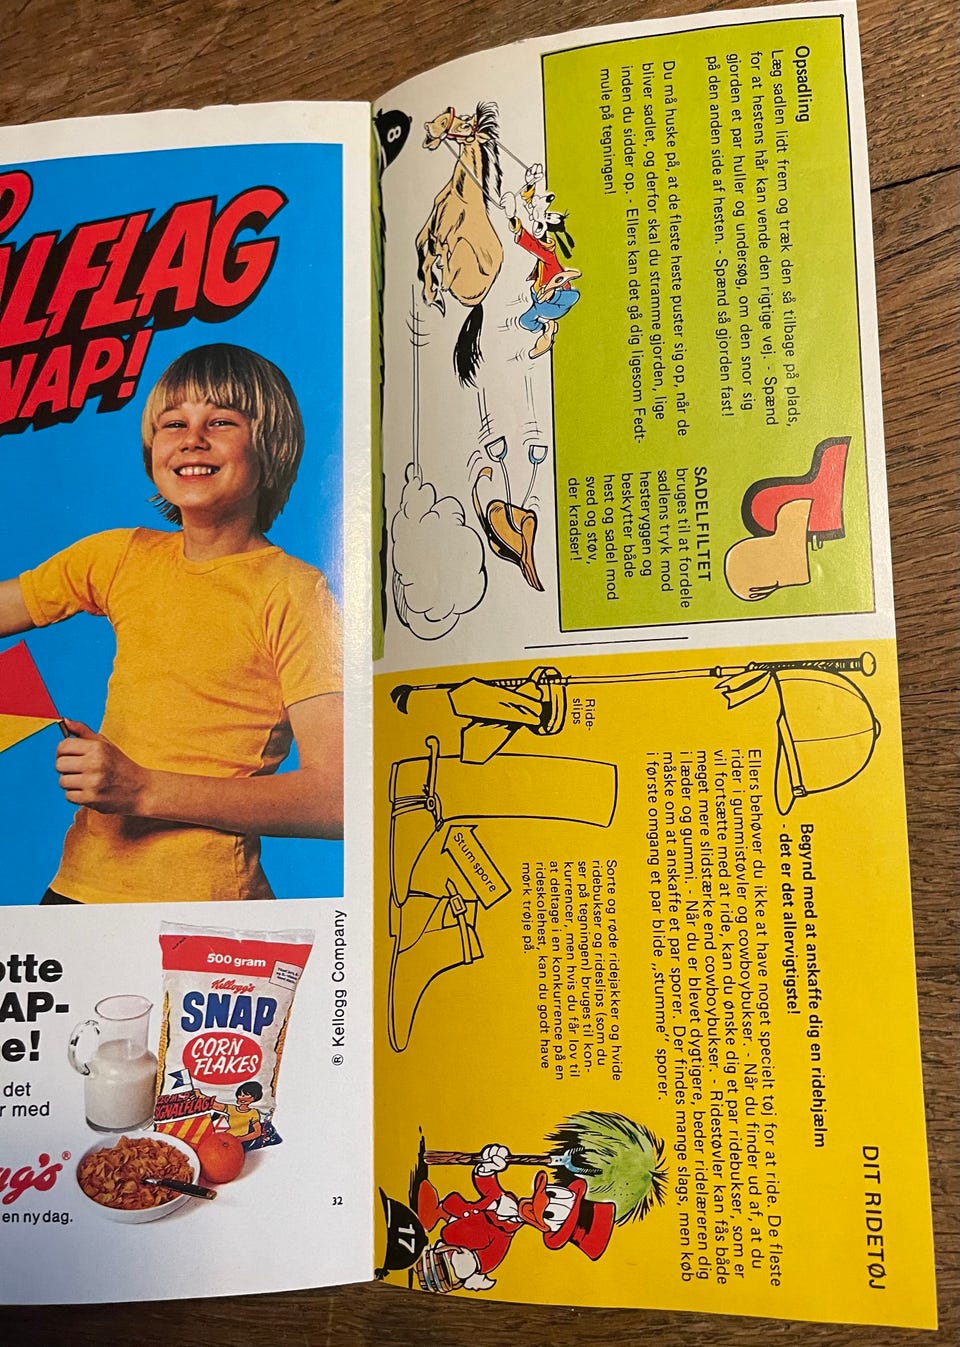 LFLAG
NAP!
500 gram
Kellogg's
SNAP
CORN
FLAKES
SIGNALFLAG!
otte
AP-
e!
det
r med
g's®
en ny dag.
® Kellogg Company
32
Opsadling
Læg sadlen lidt frem og træk den så tilbage på plads,
for at hestens hår kan vende den rigtige vej. - Spænd
gjorden et par huller og undersøg, om den snor sig
på den anden side af hesten. - Spænd så gjorden fast!
Du må huske på, at de fleste heste puster sig op, når de
bliver sadlet, og derfor skal du stramme gjorden, lige
inden du sidder op. - Ellers kan det gå dig ligesom Fedt-
mule på tegningen!
8
SADELFILTET
bruges til at fordele
sadlens tryk mod
hesteryggen og
beskytter både
hest og sadel mod
sved og støv,
der kradser!
DIT RIDETØJ
Begynd med at anskaffe dig en ridehjælm
- det er det allervigtigste!
Ellers behøver du ikke at have noget specielt tøj for at ride. De fleste
rider i gummistøvler og cowboybukser. - Når du finder ud af, at du
vil fortsætte med at ride, kan du ønske dig et par ridebukser, som er
meget mere slidstærke end cowboybukser. - Ridestøvler kan fås både
i læder og gummi. - Når du er blevet dygtigere, beder ridelæreren dig
måske om at anskaffe et par sporer. Der findes mange slags, men køb
i første omgang et par blide „stumme” sporer.
Ride-
slips
Stum spore
Sorte og røde ridejakker og hvide
ridebukser og rideslips (som du
ser på tegningen) bruges til kon-
kurrencer, men hvis du får lov til
at deltage i en konkurrence på en
rideskolehest, kan du godt have
mørk trøje på.
17